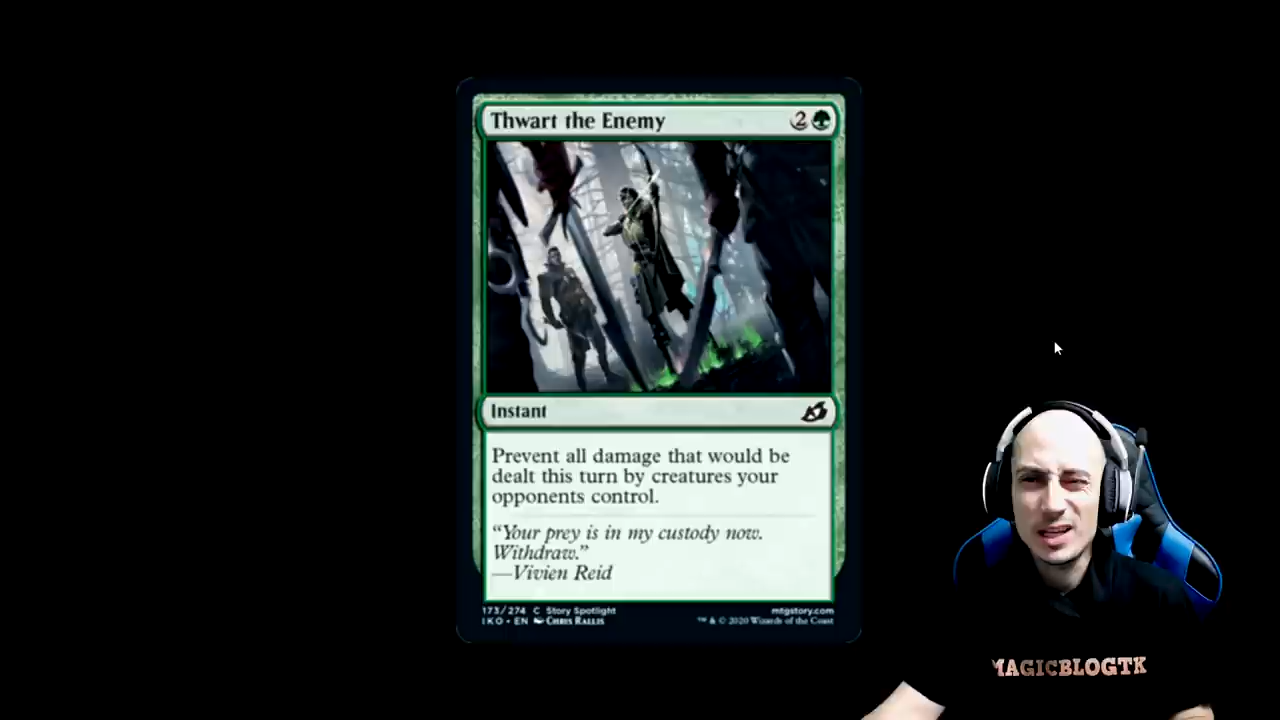 Thwart the Enemy 2
Instant
Prevent all damage that would be
dealt this turn by creatures your
opponents control.
“Your prey is in my custody now.
Withdraw.”
—Vivien Reid
173/274 C Story Spotlight
mtgstory.com
IKO • EN Chris Rallis
™ & © 2020 Wizards of the Coast
MAGICBLOGTK